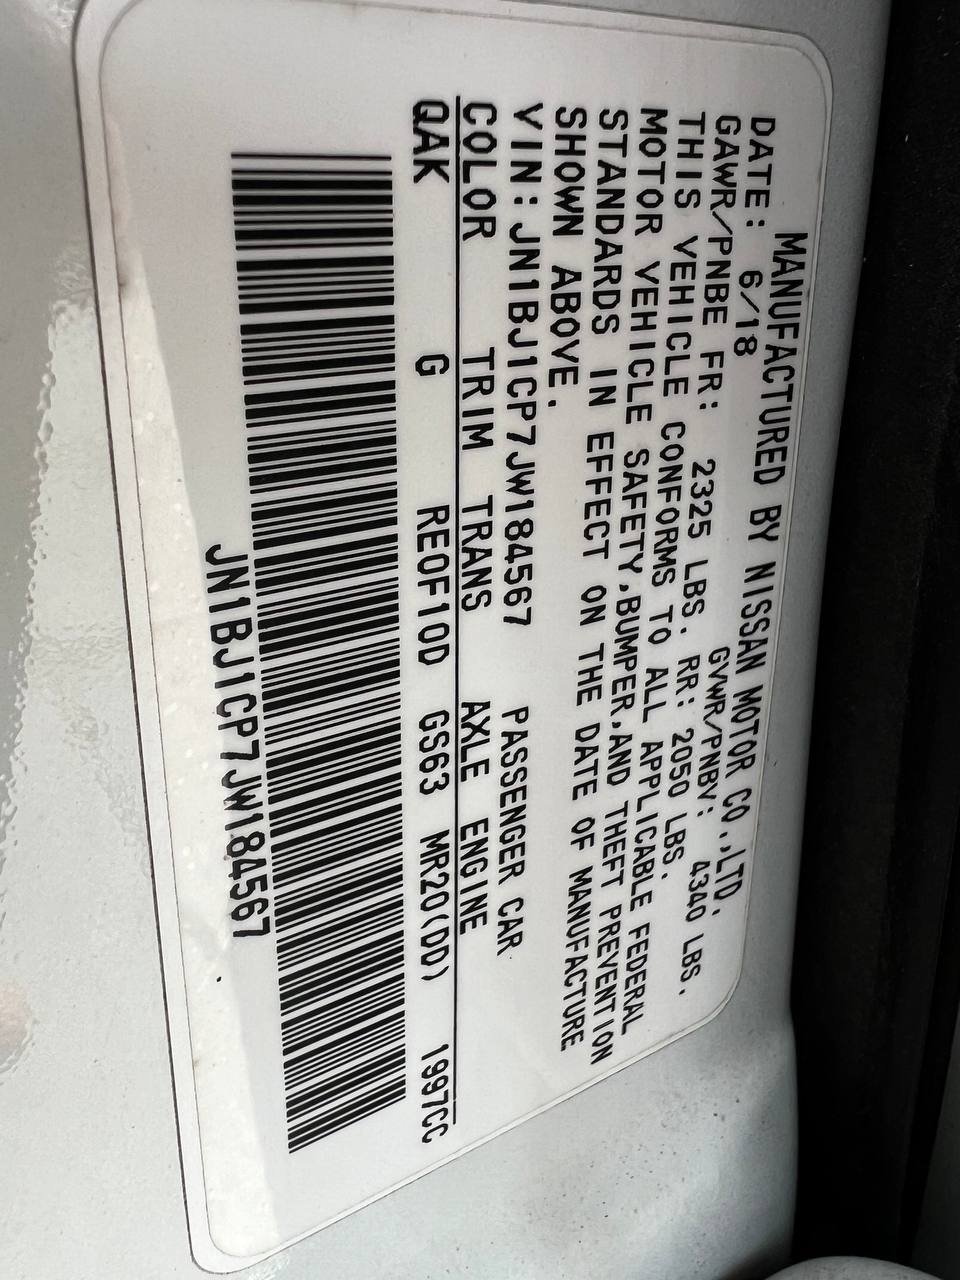 MANUFACTURED BY NISSAN MOTOR CO.,LTD.
DATE: 6/18 GVWR/PNBV: 4340 LBS.
GAWR/PNBE FR: 2325 LBS. RR: 2050 LBS.
THIS VEHICLE CONFORMS TO ALL APPLICABLE FEDERAL
MOTOR VEHICLE SAFETY,BUMPER,AND THEFT PREVENTION
STANDARDS IN EFFECT ON THE DATE OF MANUFACTURE
SHOWN ABOVE.
VIN: JN1BJ1CP7JW184567 PASSENGER CAR
COLOR TRIM TRANS AXLE ENGINE
QAK G RE0F10D GS63 MR20(DD) 1997CC
JN1BJ1CP7JW184567